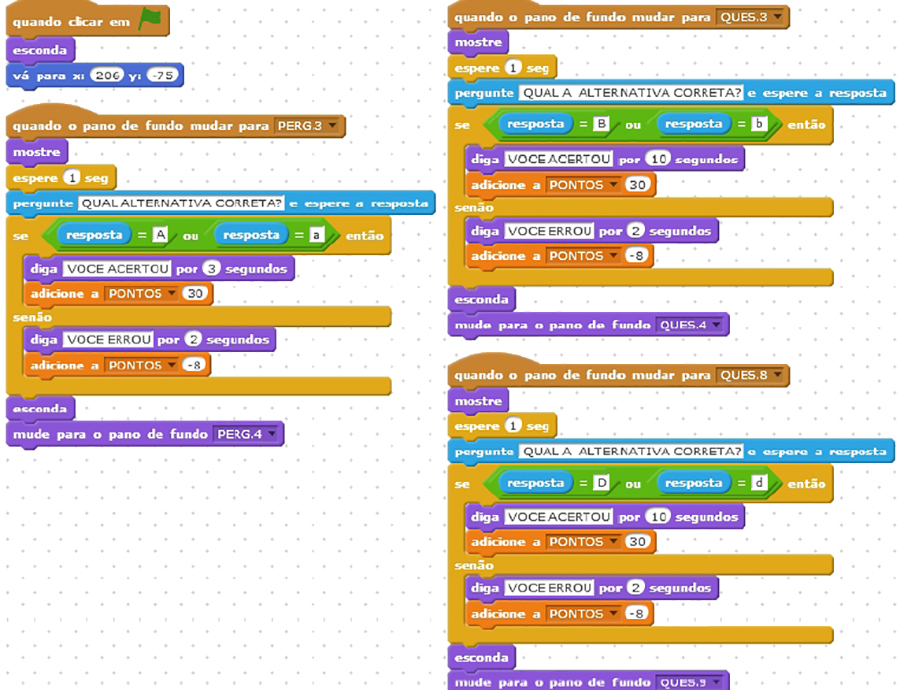 quando clicar em
esconda
vá para x: 206 y: -75
quando o pano de fundo mudar para PERG.3
mostre
espere 1 seg
pergunte QUAL ALTERNATIVA CORRETA? e espere a resposta
se resposta = A ou resposta = a então
diga VOCE ACERTOU por 3 segundos
adicione a PONTOS 30
senão
diga VOCE ERROU por 2 segundos
adicione a PONTOS -8
esconda
mude para o pano de fundo PERG.4
quando o pano de fundo mudar para QUES.3
mostre
espere 1 seg
pergunte QUAL A ALTERNATIVA CORRETA? e espere a resposta
se resposta = B ou resposta = b então
diga VOCE ACERTOU por 10 segundos
adicione a PONTOS 30
senão
diga VOCE ERROU por 2 segundos
adicione a PONTOS -8
esconda
mude para o pano de fundo QUES.4
quando o pano de fundo mudar para QUES.8
mostre
espere 1 seg
pergunte QUAL A ALTERNATIVA CORRETA? e espere a resposta
se resposta = D ou resposta = d então
diga VOCE ACERTOU por 10 segundos
adicione a PONTOS 30
senão
diga VOCE ERROU por 2 segundos
adicione a PONTOS -8
esconda
mude para o pano de fundo QUES.9